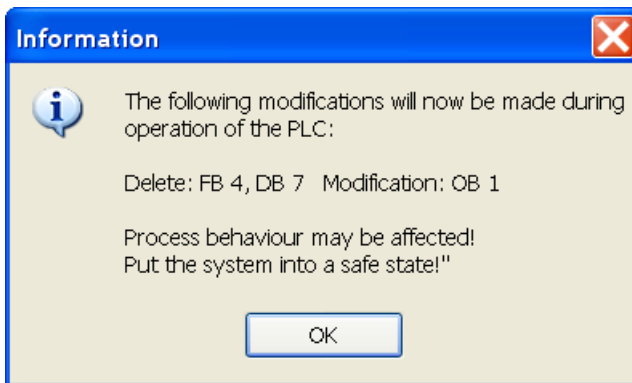 Information
The following modifications will now be made during
operation of the PLC:
Delete: FB 4, DB 7   Modification: OB 1
Process behaviour may be affected!
Put the system into a safe state!"
OK